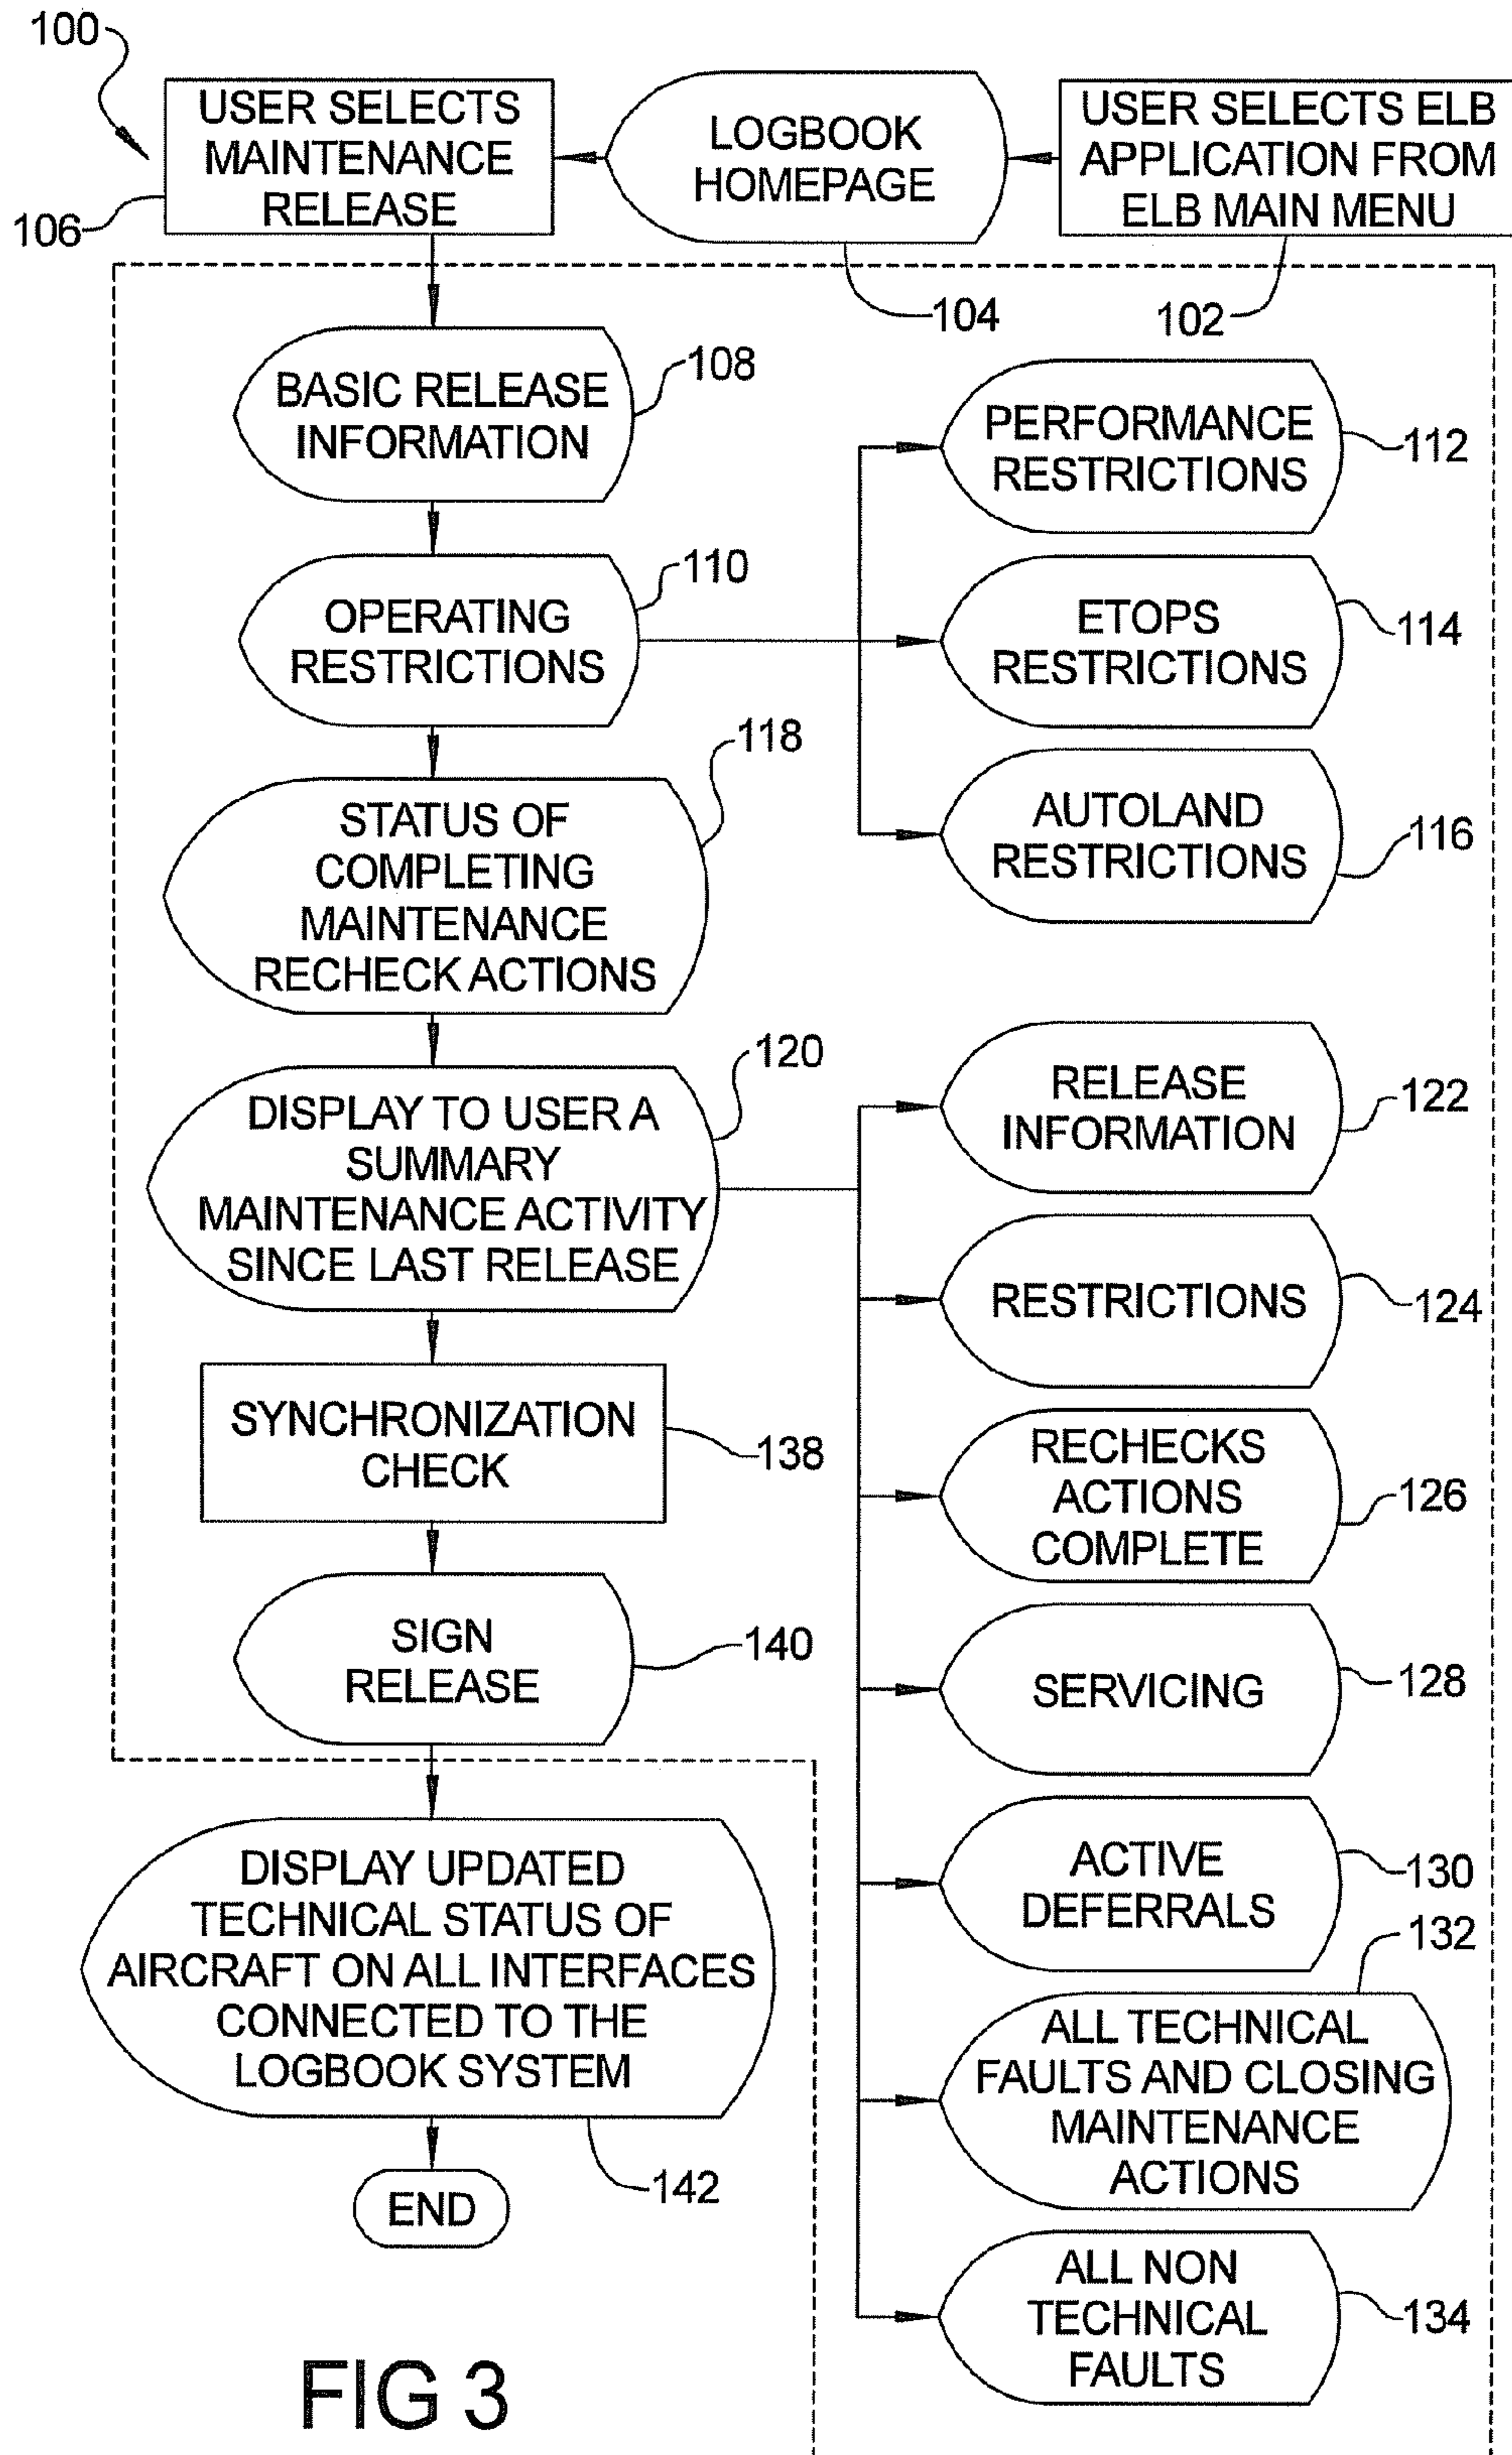 100
USER SELECTS
MAINTENANCE
RELEASE
106
LOGBOOK
HOMEPAGE
104
USER SELECTS ELB
APPLICATION FROM
ELB MAIN MENU
102
BASIC RELEASE
INFORMATION
108
OPERATING
RESTRICTIONS
110
PERFORMANCE
RESTRICTIONS
112
ETOPS
RESTRICTIONS
114
AUTOLAND
RESTRICTIONS
116
STATUS OF
COMPLETING
MAINTENANCE
RECHECK ACTIONS
118
DISPLAY TO USER A
SUMMARY
MAINTENANCE ACTIVITY
SINCE LAST RELEASE
120
RELEASE
INFORMATION
122
RESTRICTIONS
124
RECHECKS
ACTIONS
COMPLETE
126
SERVICING
128
ACTIVE
DEFERRALS
130
ALL TECHNICAL
FAULTS AND CLOSING
MAINTENANCE
ACTIONS
132
ALL NON
TECHNICAL
FAULTS
134
SYNCHRONIZATION
CHECK
138
SIGN
RELEASE
140
DISPLAY UPDATED
TECHNICAL STATUS OF
AIRCRAFT ON ALL INTERFACES
CONNECTED TO THE
LOGBOOK SYSTEM
142
END
FIG 3